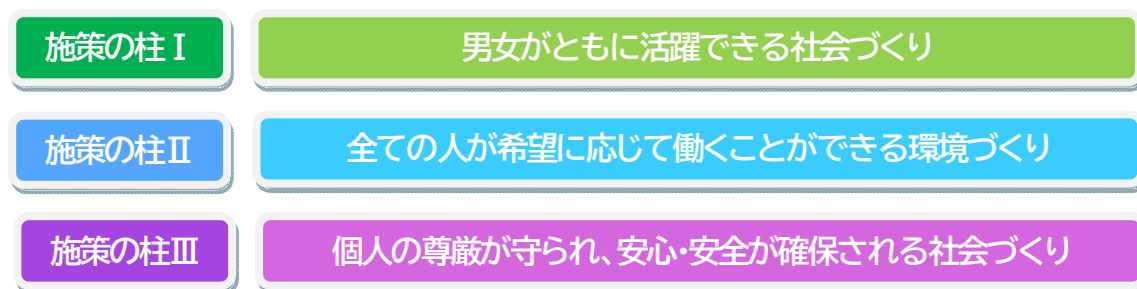 施策の柱Ⅰ 男女がともに活躍できる社会づくり
施策の柱Ⅱ 全ての人が希望に応じて働くことができる環境づくり
施策の柱Ⅲ 個人の尊厳が守られ、安心・安全が確保される社会づくり